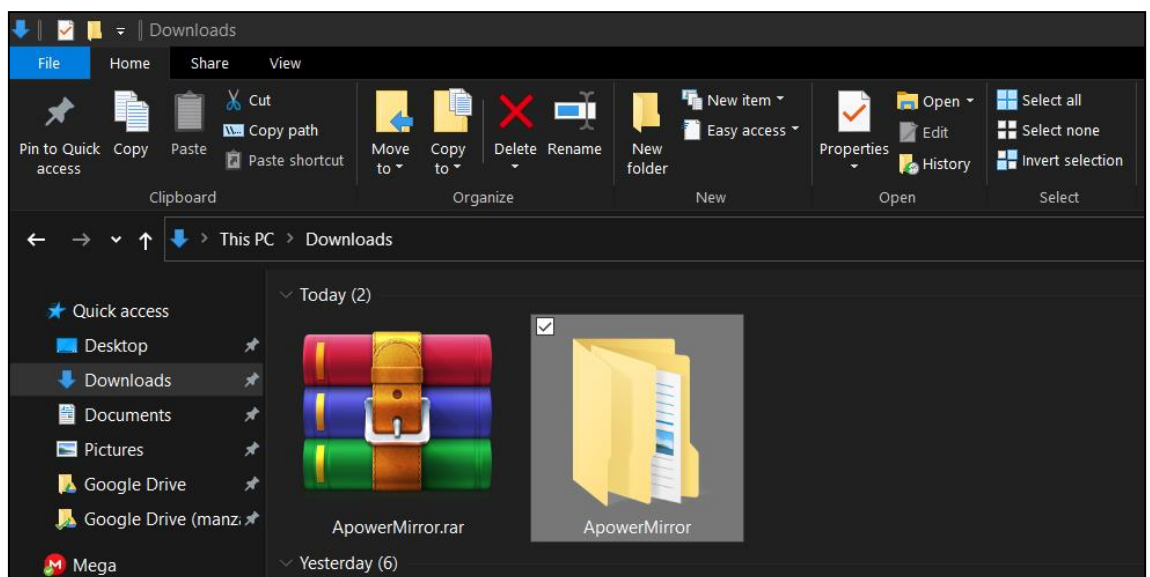 Downloads
File Home Share View
Pin to Quick access
Copy
Paste
Cut
Copy path
Paste shortcut
Clipboard
Move to
Copy to
Delete
Rename
Organize
New folder
New item
Easy access
New
Properties
Open
Edit
History
Open
Select all
Select none
Invert selection
Select
This PC > Downloads
Quick access
Desktop
Downloads
Documents
Pictures
Google Drive
Google Drive (manz
Mega
Today (2)
ApowerMirror.rar
ApowerMirror
Yesterday (6)